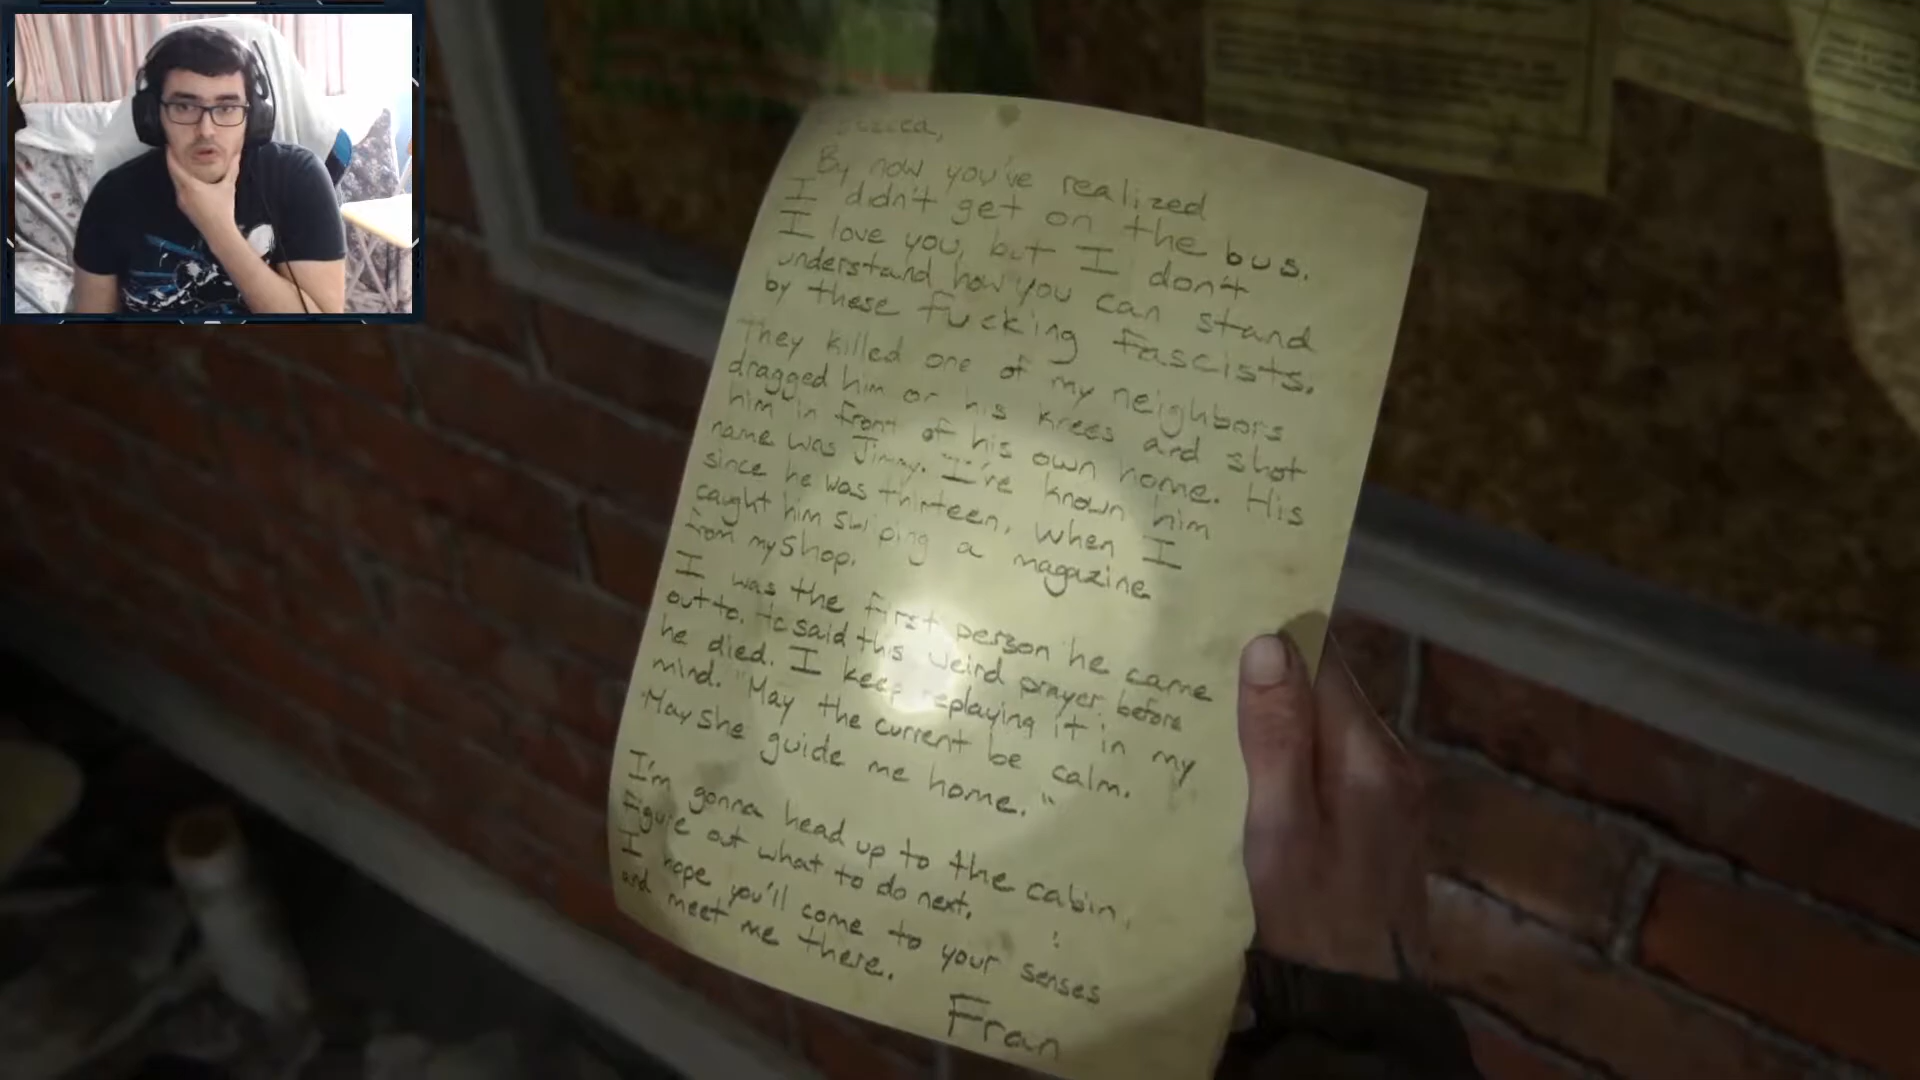 By now you've realized
I didn't get on the bus.
I love you, but I don't
understand how you can stand
by these fucking fascists.
They killed one of my neighbors
dragged him on his knees and shot
him in front of his own home. His
name was Jimmy. I've known him
since he was thirteen, when I
caught him swiping a magazine
from my shop.
I was the first person he came
out to. He said this weird prayer before
he died. I keep replaying it in my
mind. "May the current be calm.
May she guide me home."
I'm gonna head up to the cabin,
figure out what to do next.
I hope you'll come to your senses
and meet me there.
Fran